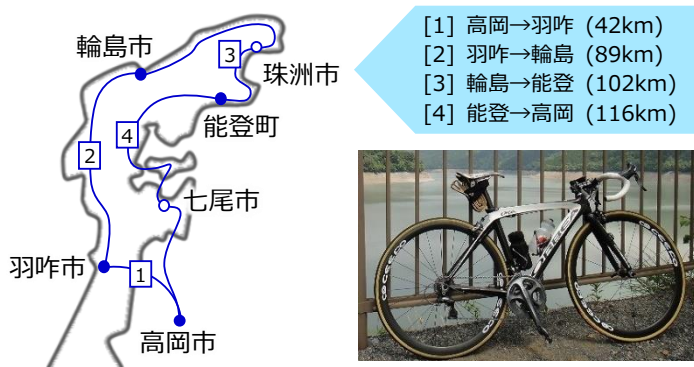 輪島市
3
珠洲市
能登町
4
2
七尾市
羽咋市
1
高岡市
[1] 高岡→羽咋 (42km)
[2] 羽咋→輪島 (89km)
[3] 輪島→能登 (102km)
[4] 能登→高岡 (116km)
ORBEA